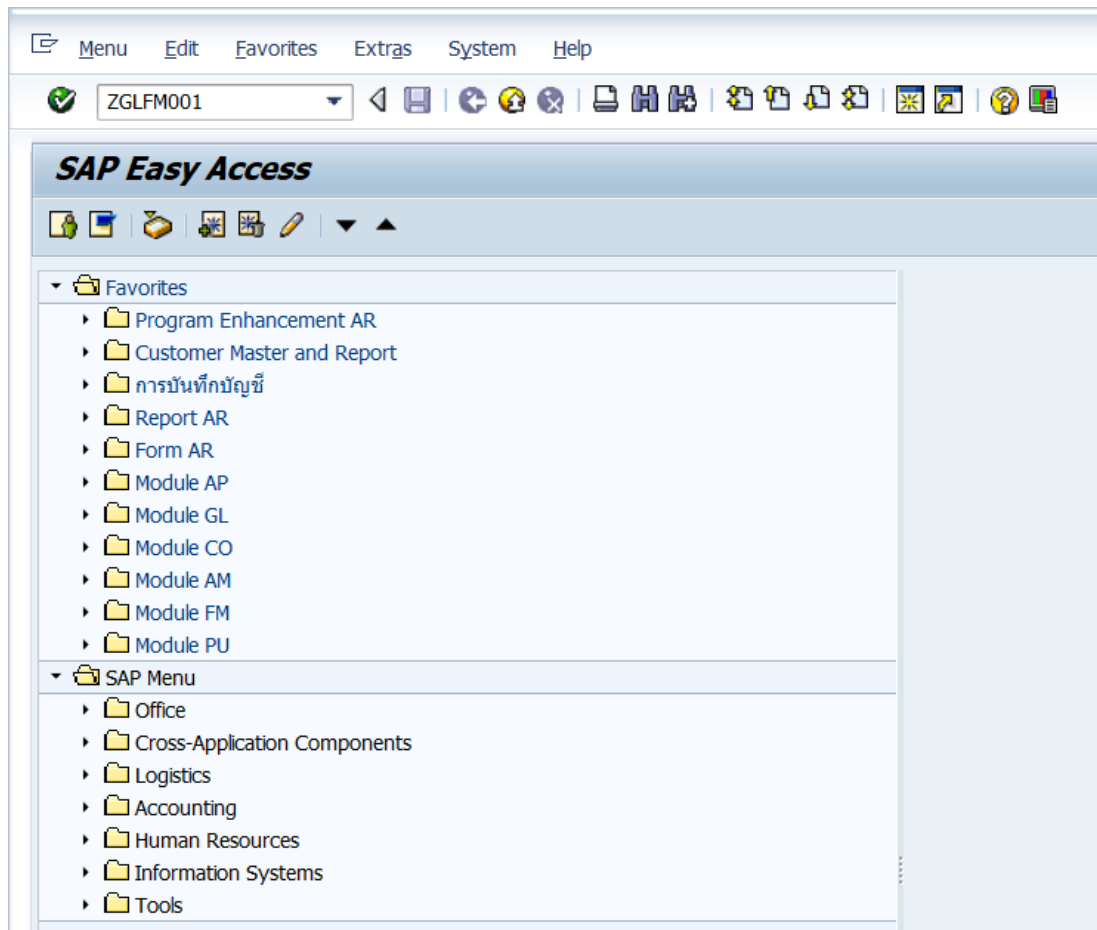 Menu Edit Favorites Extras System Help
ZGLFM001
SAP Easy Access
Favorites
Program Enhancement AR
Customer Master and Report
การบันทึกบัญชี
Report AR
Form AR
Module AP
Module GL
Module CO
Module AM
Module FM
Module PU
SAP Menu
Office
Cross-Application Components
Logistics
Accounting
Human Resources
Information Systems
Tools